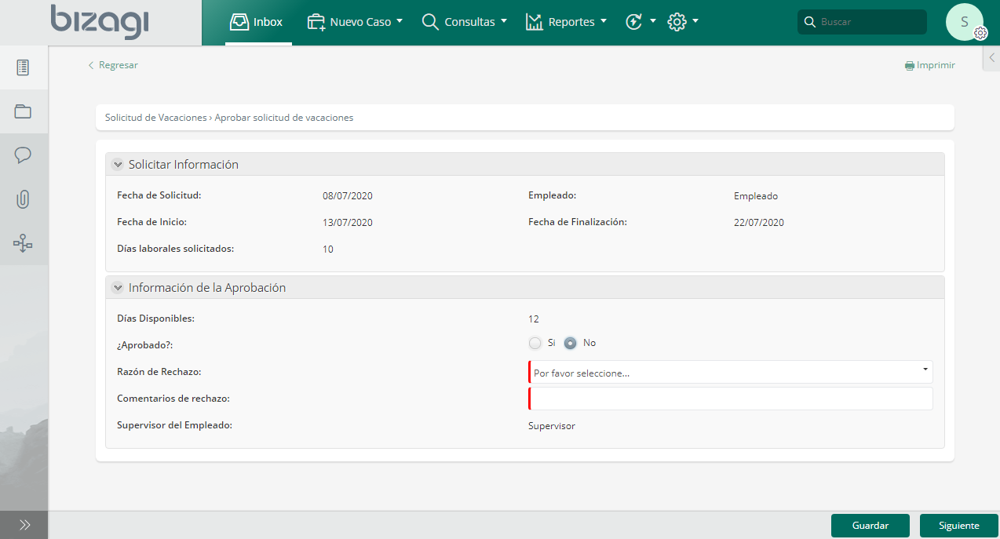 bizagi
Inbox Nuevo Caso Consultas Reportes Buscar S
Regresar Imprimir
Solicitud de Vacaciones › Aprobar solicitud de vacaciones
Solicitar Información
Fecha de Solicitud: 08/07/2020 Empleado: Empleado
Fecha de Inicio: 13/07/2020 Fecha de Finalización: 22/07/2020
Días laborales solicitados: 10
Información de la Aprobación
Días Disponibles: 12
¿Aprobado?: Si No
Razón de Rechazo: Por favor seleccione...
Comentarios de rechazo:
Supervisor del Empleado: Supervisor
Guardar Siguiente